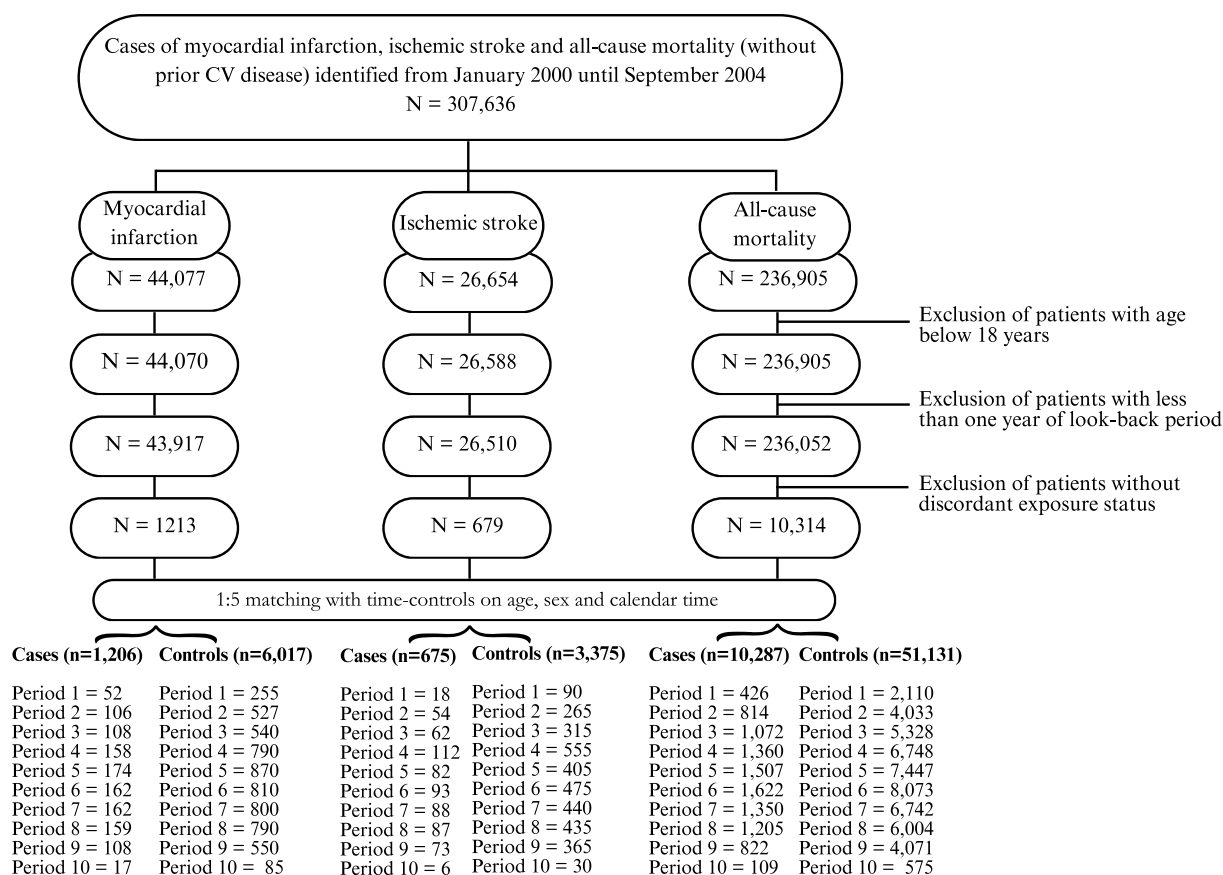 Cases of myocardial infarction, ischemic stroke and all-cause mortality (without
prior CV disease) identified from January 2000 until September 2004
N = 307,636
Myocardial
infarction
Ischemic stroke
All-cause
mortality
N = 44,077
N = 26,654
N = 236,905
Exclusion of patients with age
below 18 years
N = 44,070
N = 26,588
N = 236,905
Exclusion of patients with less
than one year of look-back period
N = 43,917
N = 26,510
N = 236,052
Exclusion of patients without
discordant exposure status
N = 1213
N = 679
N = 10,314
1:5 matching with time-controls on age, sex and calendar time
Cases (n=1,206)
Period 1 = 52
Period 2 = 106
Period 3 = 108
Period 4 = 158
Period 5 = 174
Period 6 = 162
Period 7 = 162
Period 8 = 159
Period 9 = 108
Period 10 = 17
Controls (n=6,017)
Period 1 = 255
Period 2 = 527
Period 3 = 540
Period 4 = 790
Period 5 = 870
Period 6 = 810
Period 7 = 800
Period 8 = 790
Period 9 = 550
Period 10 = 85
Cases (n=675)
Period 1 = 18
Period 2 = 54
Period 3 = 62
Period 4 = 112
Period 5 = 82
Period 6 = 93
Period 7 = 88
Period 8 = 87
Period 9 = 73
Period 10 = 6
Controls (n=3,375)
Period 1 = 90
Period 2 = 265
Period 3 = 315
Period 4 = 555
Period 5 = 405
Period 6 = 475
Period 7 = 440
Period 8 = 435
Period 9 = 365
Period 10 = 30
Cases (n=10,287)
Period 1 = 426
Period 2 = 814
Period 3 = 1,072
Period 4 = 1,360
Period 5 = 1,507
Period 6 = 1,622
Period 7 = 1,350
Period 8 = 1,205
Period 9 = 822
Period 10 = 109
Controls (n=51,131)
Period 1 = 2,110
Period 2 = 4,033
Period 3 = 5,328
Period 4 = 6,748
Period 5 = 7,447
Period 6 = 8,073
Period 7 = 6,742
Period 8 = 6,004
Period 9 = 4,071
Period 10 = 575